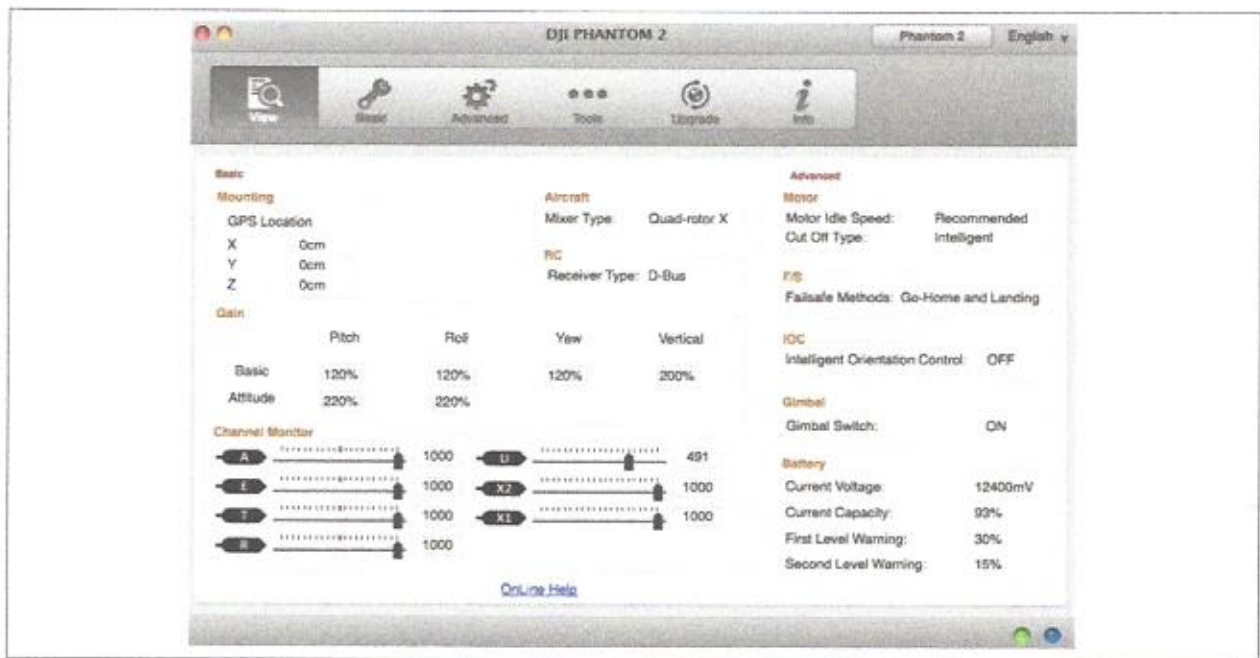 DJI PHANTOM 2
Phantom 2
English
View
Basic
Advanced
Tools
Upgrade
Info
Basic
Mounting
GPS Location
X 0cm
Y 0cm
Z 0cm
Aircraft
Mixer Type: Quad-rotor X
RC
Receiver Type: D-Bus
Gain
Pitch Roll Yaw Vertical
Basic 120% 120% 120% 200%
Attitude 220% 220%
Channel Monitor
A 1000
E 1000
T 1000
R 1000
U 491
X2 1000
X1 1000
Advanced
Motor
Motor Idle Speed: Recommended
Cut Off Type: Intelligent
F/S
Failsafe Methods: Go-Home and Landing
IOC
Intelligent Orientation Control: OFF
Gimbal
Gimbal Switch: ON
Battery
Current Voltage: 12400mV
Current Capacity: 93%
First Level Warning: 30%
Second Level Warning: 15%
OnLine Help